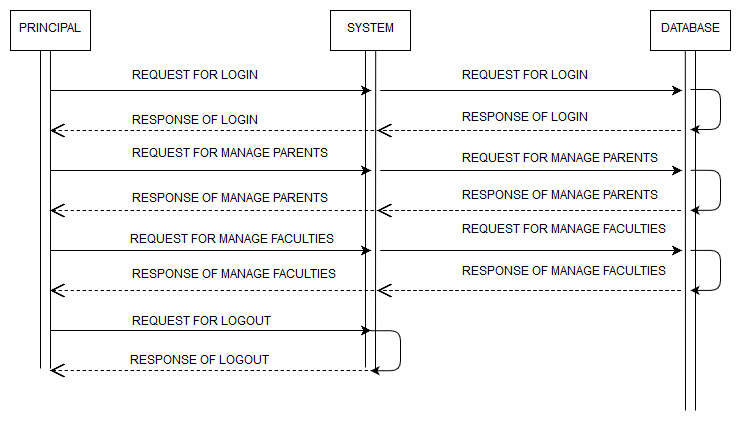 PRINCIPAL
SYSTEM
DATABASE
REQUEST FOR LOGIN
REQUEST FOR LOGIN
RESPONSE OF LOGIN
RESPONSE OF LOGIN
REQUEST FOR MANAGE PARENTS
REQUEST FOR MANAGE PARENTS
RESPONSE OF MANAGE PARENTS
RESPONSE OF MANAGE PARENTS
REQUEST FOR MANAGE FACULTIES
REQUEST FOR MANAGE FACULTIES
RESPONSE OF MANAGE FACULTIES
RESPONSE OF MANAGE FACULTIES
REQUEST FOR LOGOUT
RESPONSE OF LOGOUT